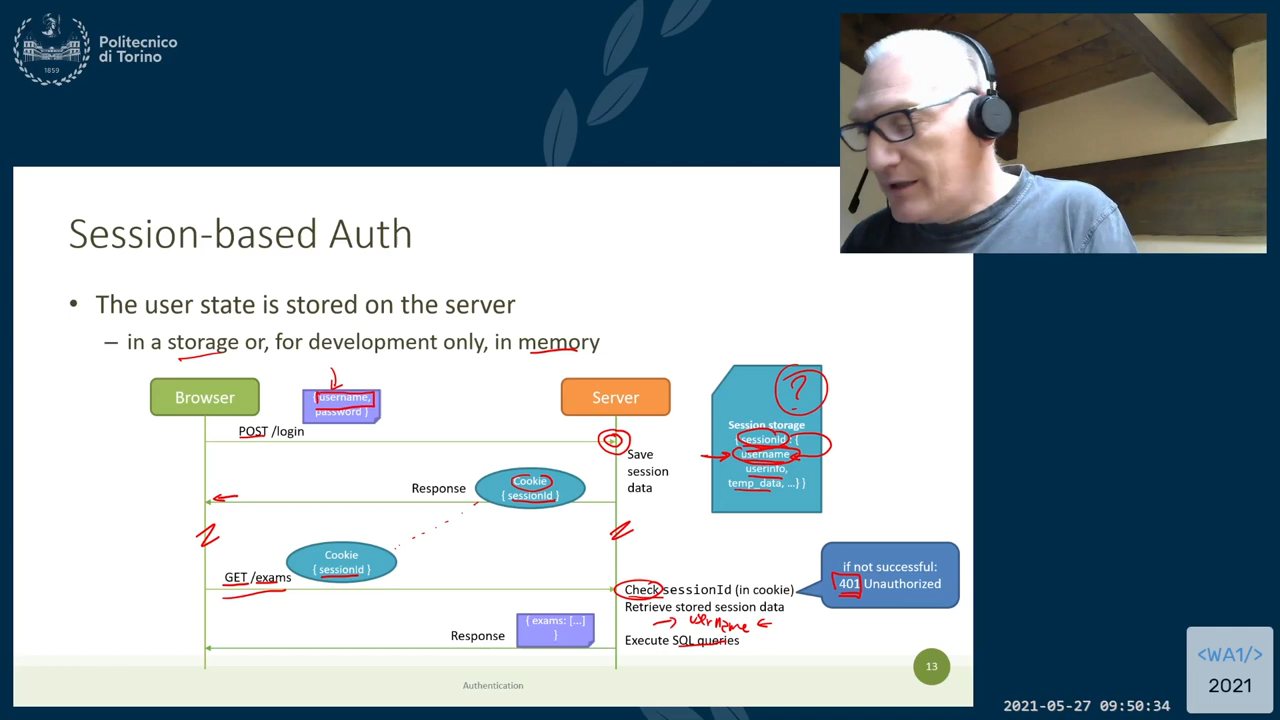 Politecnico
di Torino
1859
Session-based Auth
• The user state is stored on the server
– in a storage or, for development only, in memory
Browser
{ username,
password }
Server
?
POST /login
Session storage
{ sessionId : {
username,
userinfo,
temp_data, …} }
Save
session
data
Response
Cookie
{ sessionId }
Cookie
{ sessionId }
GET /exams
Check sessionId (in cookie)
Retrieve stored session data
→ username ←
Execute SQL queries
if not successful:
401 Unauthorized
Response
{ exams: [...]
}
Authentication
13
<WA1/>
2021
2021-05-27 09:50:34